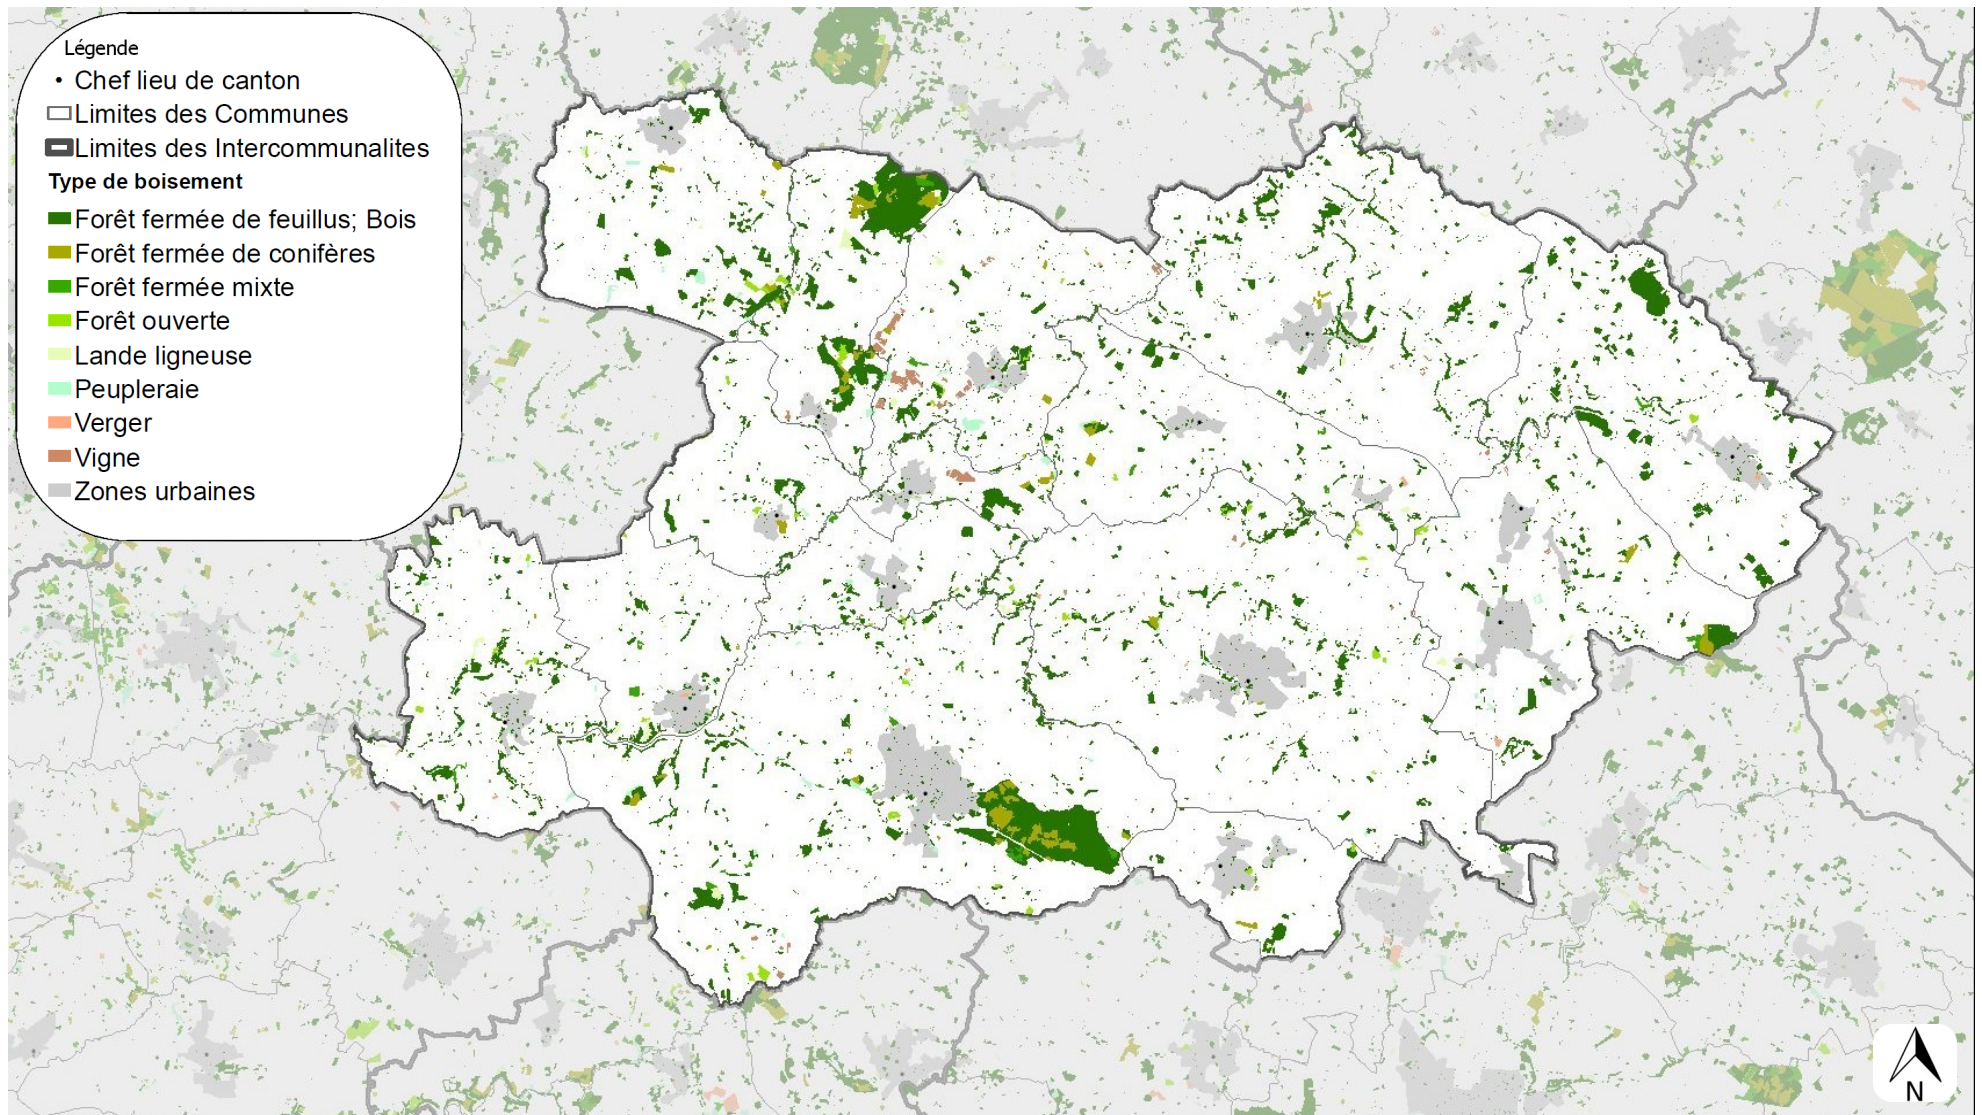 Légende
Chef lieu de canton
Limites des Communes
Limites des Intercommunalites
Type de boisement
Forêt fermée de feuillus; Bois
Forêt fermée de conifères
Forêt fermée mixte
Forêt ouverte
Lande ligneuse
Peupleraie
Verger
Vigne
Zones urbaines
N